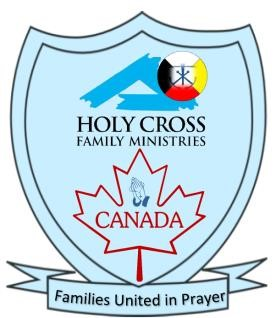 HOLY CROSS
FAMILY MINISTRIES
CANADA
Families United in Prayer